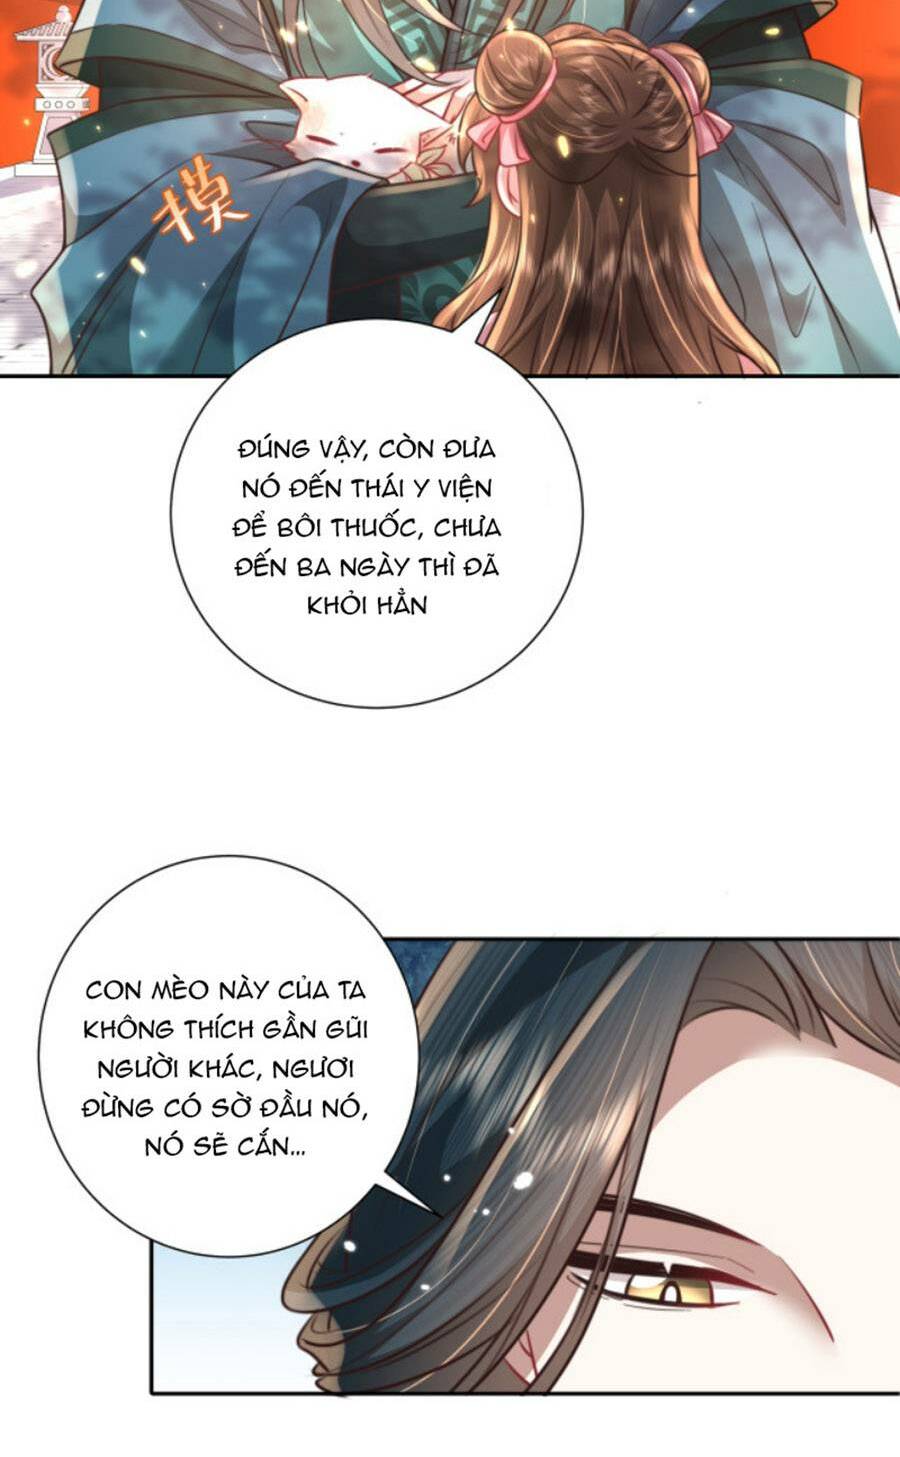 摸
ĐÚNG VẬY, CÒN ĐƯA
NÓ ĐẾN THÁI Y VIỆN
ĐỂ BÔI THUỐC, CHƯA
ĐẾN BA NGÀY THÌ ĐÃ
KHỎI HẲN
CON MÈO NÀY CỦA TA
KHÔNG THÍCH GẦN GŨI
NGƯỜI KHÁC, NGƯƠI
ĐỪNG CÓ SỜ ĐẦU NÓ,
NÓ SẼ CẮN...